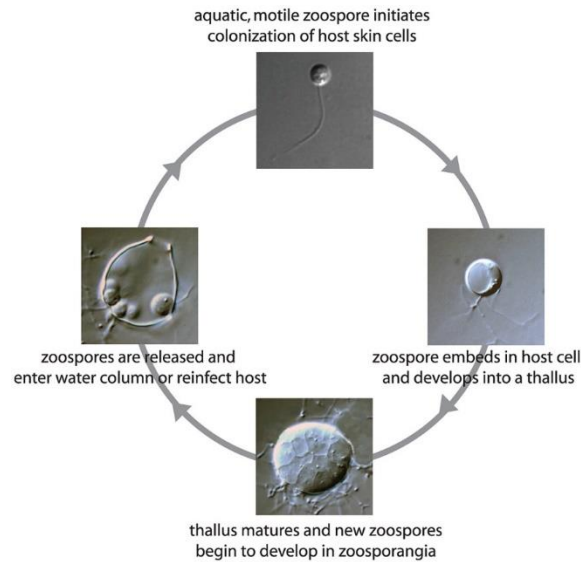 aquatic, motile zoospore initiates
colonization of host skin cells
zoospore embeds in host cell
and develops into a thallus
thallus matures and new zoospores
begin to develop in zoosporangia
zoospores are released and
enter water column or reinfect host